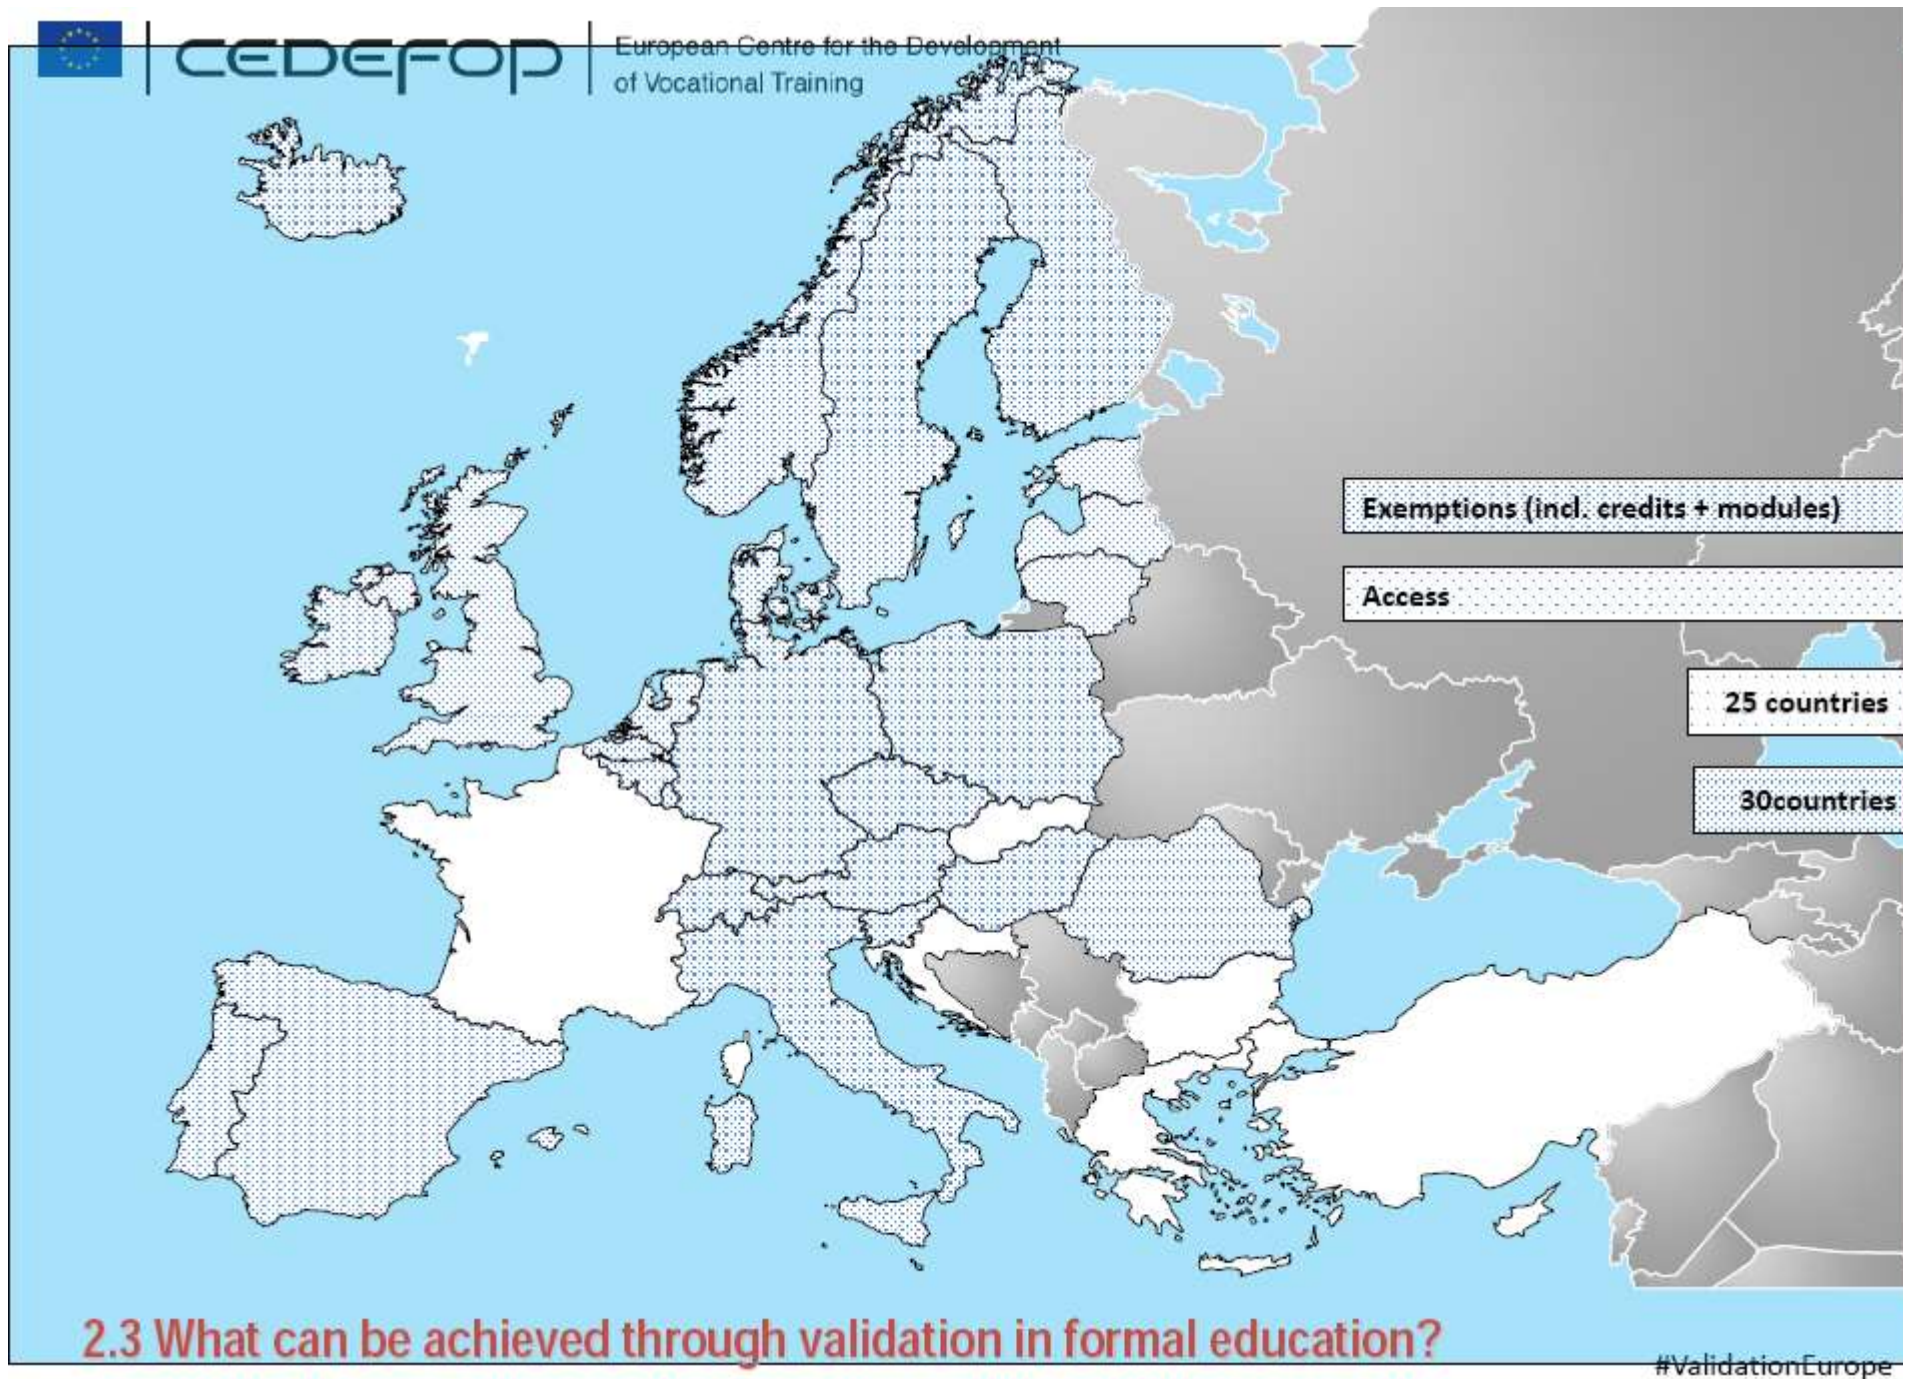 CEDEFOP
European Centre for the Development
of Vocational Training
Exemptions (incl. credits + modules)
Access
25 countries
30countries
2.3 What can be achieved through validation in formal education?
#ValidationEurope